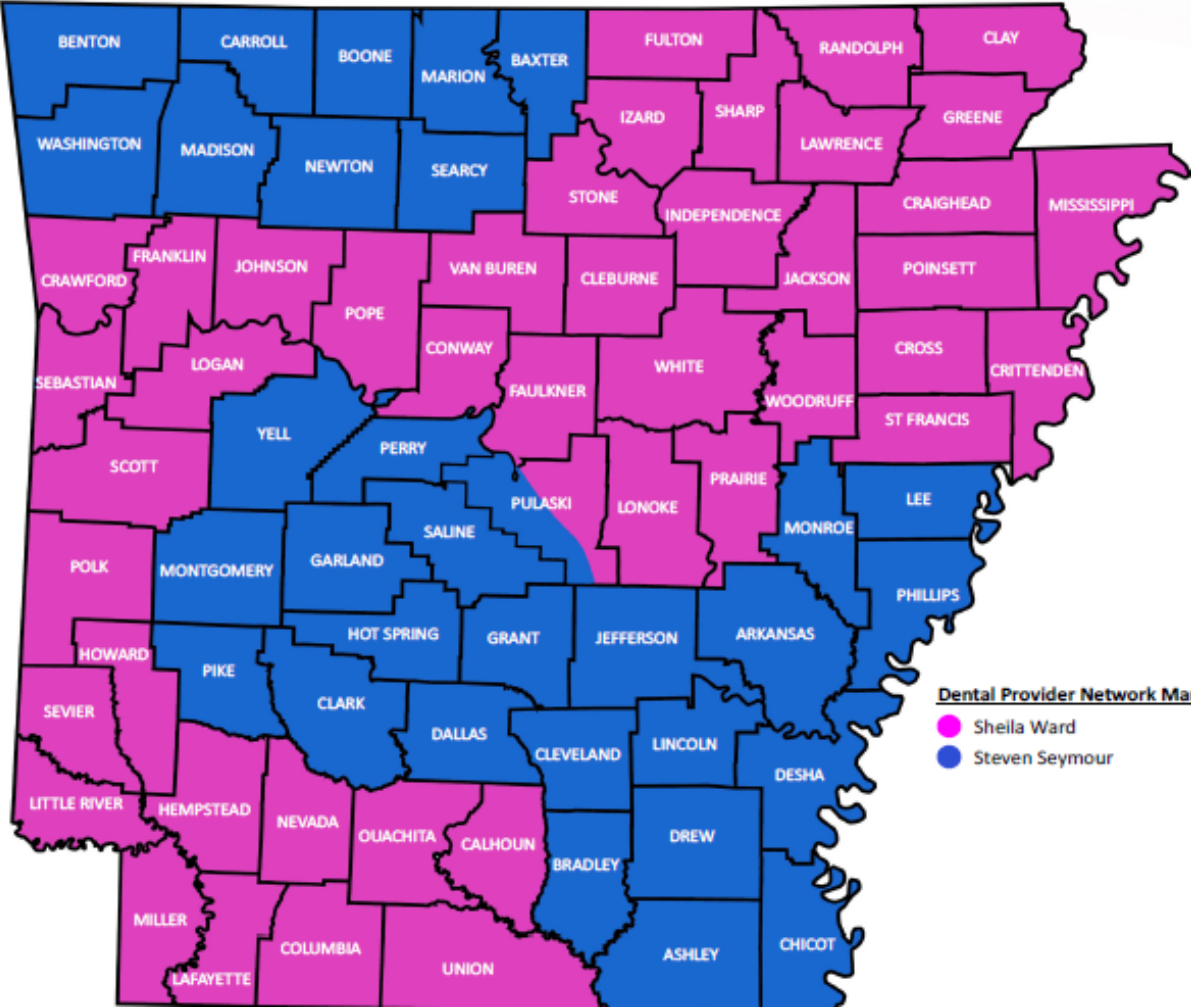 BENTON
CARROLL
BOONE
MARION
BAXTER
FULTON
RANDOLPH
CLAY
WASHINGTON
MADISON
NEWTON
SEARCY
IZARD
SHARP
LAWRENCE
GREENE
STONE
INDEPENDENCE
CRAIGHEAD
MISSISSIPPI
CRAWFORD
FRANKLIN
JOHNSON
POPE
VAN BUREN
CLEBURNE
JACKSON
POINSETT
SEBASTIAN
LOGAN
CONWAY
FAULKNER
WHITE
WOODRUFF
CROSS
CRITTENDEN
ST FRANCIS
SCOTT
YELL
PERRY
PULASKI
LONOKE
PRAIRIE
MONROE
LEE
POLK
MONTGOMERY
GARLAND
SALINE
PHILLIPS
HOWARD
PIKE
HOT SPRING
GRANT
JEFFERSON
ARKANSAS
SEVIER
CLARK
DALLAS
CLEVELAND
LINCOLN
DESHA
LITTLE RIVER
HEMPSTEAD
NEVADA
OUACHITA
CALHOUN
BRADLEY
DREW
MILLER
LAFAYETTE
COLUMBIA
UNION
ASHLEY
CHICOT
Dental Provider Network Ma
Sheila Ward
Steven Seymour